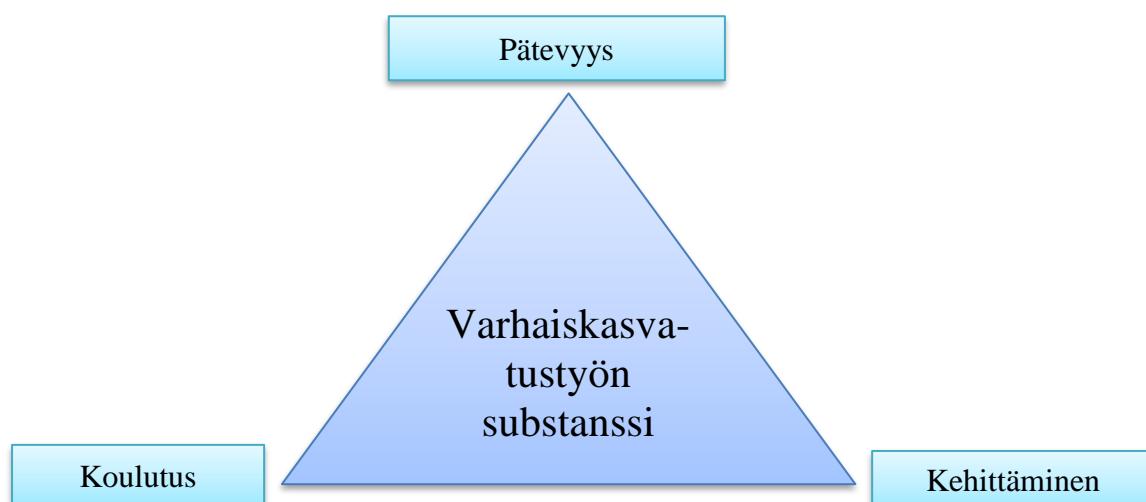 Pätevyys
Varhaiskasva-
tustyön
substanssi
Koulutus
Kehittäminen